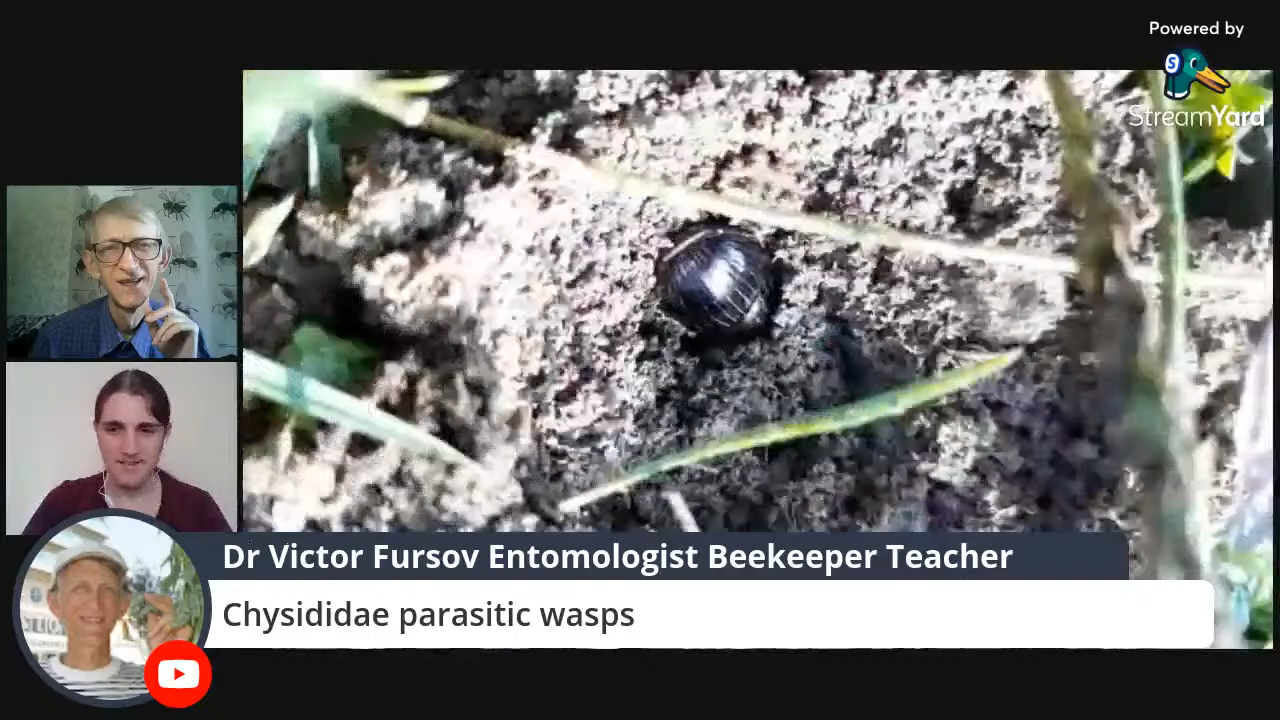 Powered by
StreamYard
Dr Victor Fursov Entomologist Beekeeper Teacher
Chysididae parasitic wasps